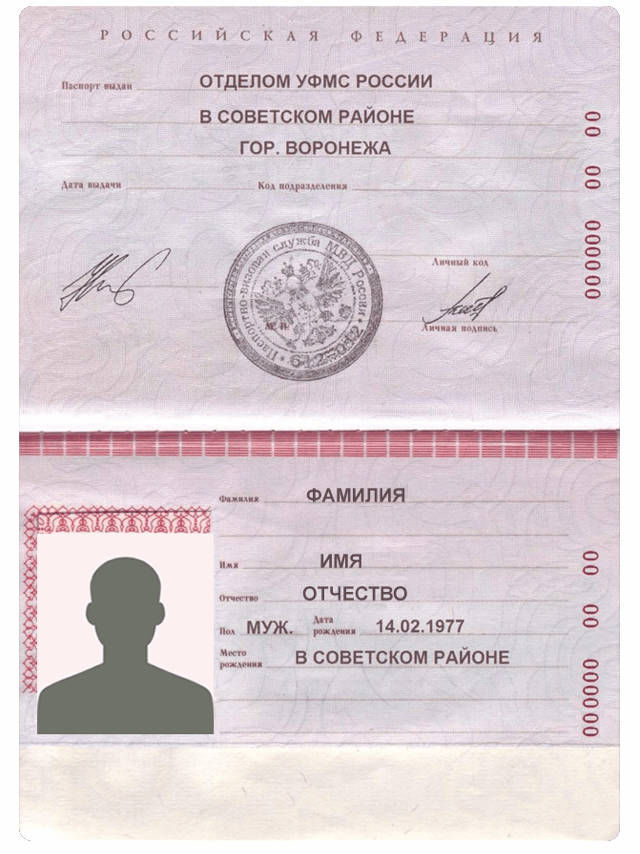 РОССИЙСКАЯ ФЕДЕРАЦИЯ
Паспорт выдан ОТДЕЛОМ УФМС РОССИИ
В СОВЕТСКОМ РАЙОНЕ
ГОР. ВОРОНЕЖА
Дата выдачи Код подразделения
00 00 000000
Паспортно-визовая служба МВД России
М.П.
Личный код
Личная подпись
Фамилия ФАМИЛИЯ
Имя ИМЯ
Отчество ОТЧЕСТВО
Пол МУЖ. Дата рождения 14.02.1977
Место рождения В СОВЕТСКОМ РАЙОНЕ
00 00 000000